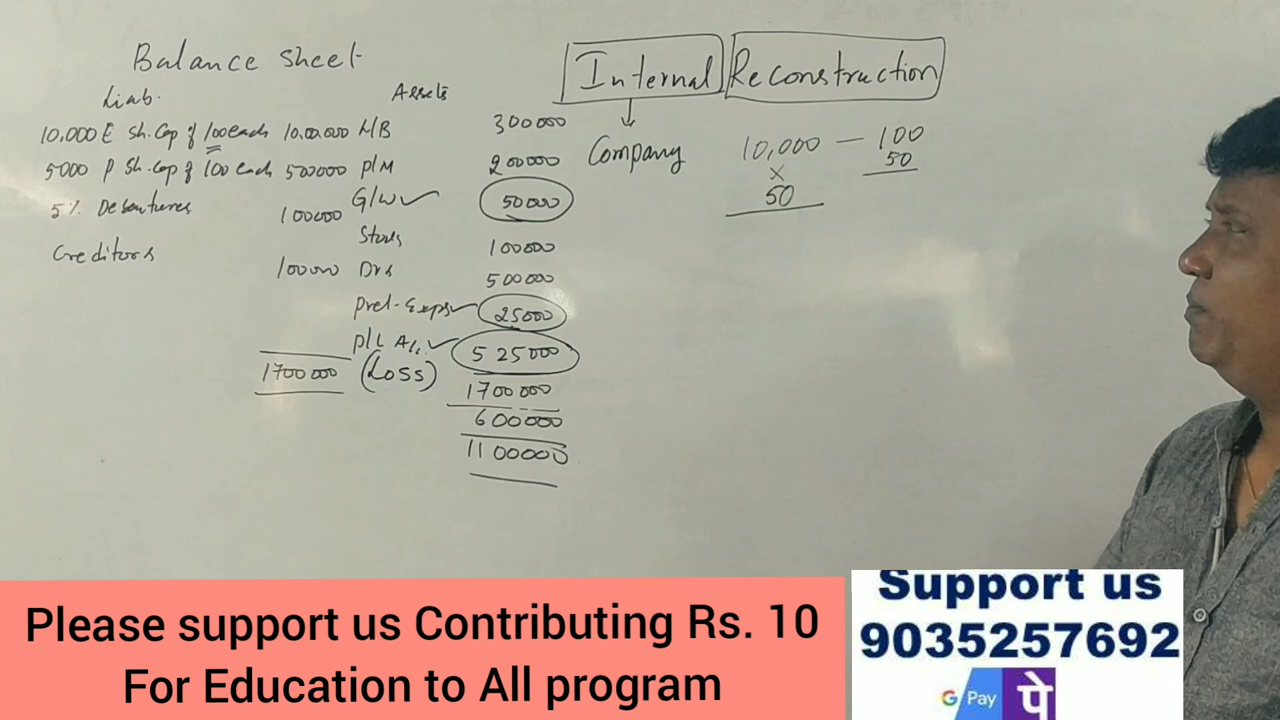 Balance Sheet
Liab. Assets
10,000 E Sh. Cap of 100 each 10,00,000 L/B 300000
5000 P Sh. Cap of 100 each 500000 P/M 200000
5% Debentures 100000 G/W 50000
Stores 100000
Creditors 100000 Drs 500000
Prel-Exps 25000
P/L A/c 525000
1700000 (Loss) 1700000
600000
1100000
Internal Reconstruction
Company
10,000 — 100
50
×
50
Please support us Contributing Rs. 10
For Education to All program
Support us
9035257692
G Pay पे